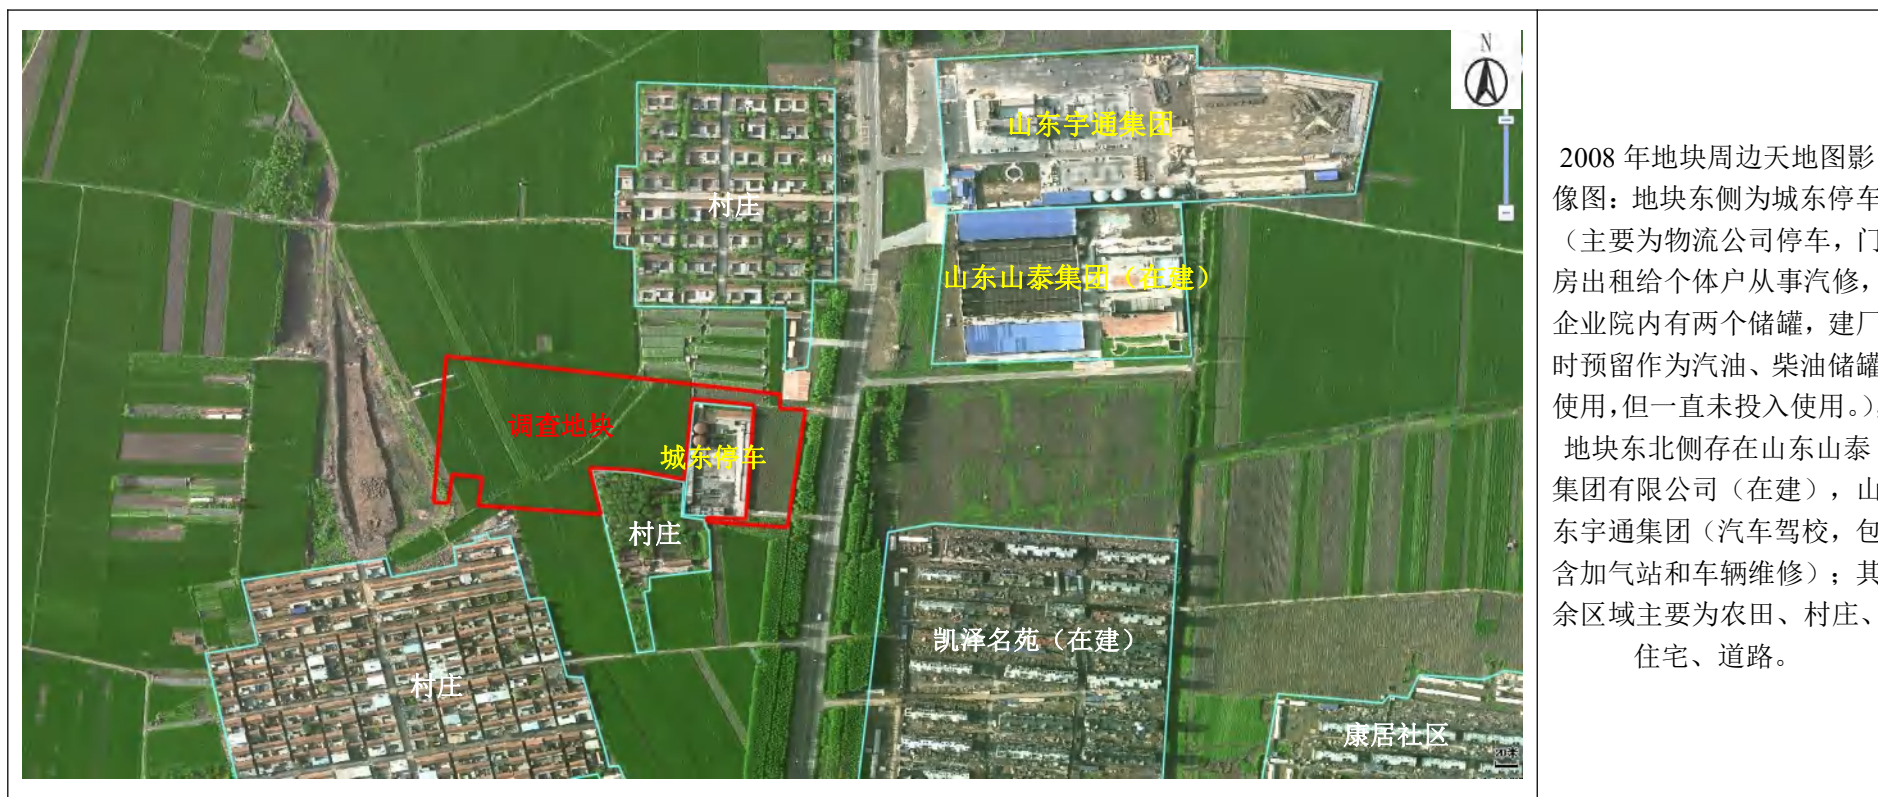 N
山东宇通集团
村庄
山东山泰集团（在建）
调查地块
城东停车
村庄
凯泽名苑（在建）
村庄
康居社区
2008 年地块周边天地图影
像图：地块东侧为城东停车
（主要为物流公司停车，门
房出租给个体户从事汽修，
企业院内有两个储罐，建厂
时预留作为汽油、柴油储罐
使用,但一直未投入使用。）,
地块东北侧存在山东山泰
集团有限公司（在建），山
东宇通集团（汽车驾校，包
含加气站和车辆维修）；其
余区域主要为农田、村庄、
住宅、道路。